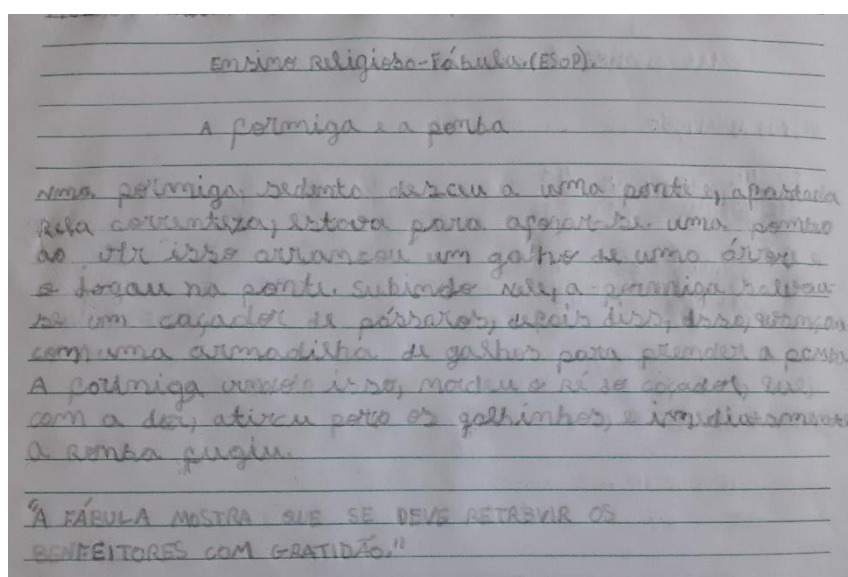 Ensino Religioso-Fábula.(ESOP).
A formiga e a pomba
uma formiga, sedenta desceu a uma fonte e, afastada
pela correnteza, estava para afogar-se. uma pomba
ao ver isso arrancou um galho de uma árvore
e jogou na fonte. subindo nele, a formiga salvou
se um caçador de pássaros, depois diss, disso, avançou
com uma armadilha de galhos para prender a pomba
A formiga vendo isso, mordeu o pé do caçador, que,
com a dor, atirou para os galhinhos, e imediatamente
a pomba fugiu.
"A FÁBULA MOSTRA QUE SE DEVE RETRBVIR OS
BENFEITORES COM GRATIDÃO."